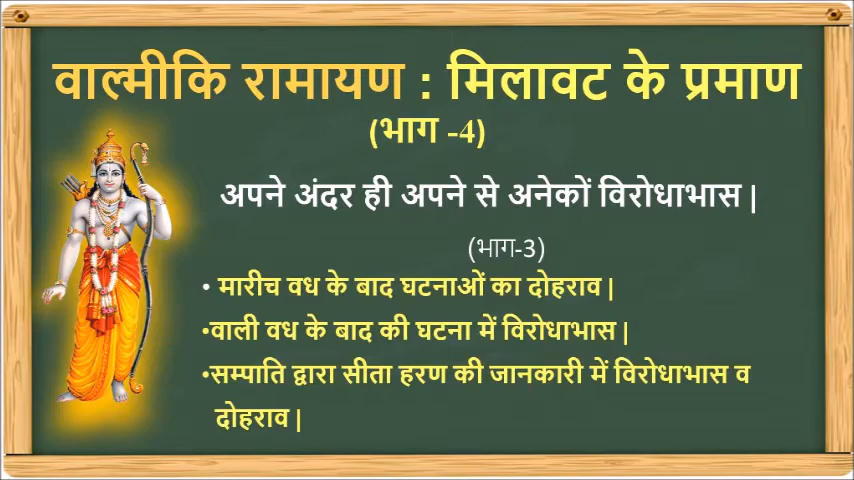 वाल्मीकि रामायण : मिलावट के प्रमाण
(भाग -4)
अपने अंदर ही अपने से अनेकों विरोधाभास |
(भाग-3)
• मारीच वध के बाद घटनाओं का दोहराव |
•वाली वध के बाद की घटना में विरोधाभास |
•सम्पाति द्वारा सीता हरण की जानकारी में विरोधाभास व
दोहराव |